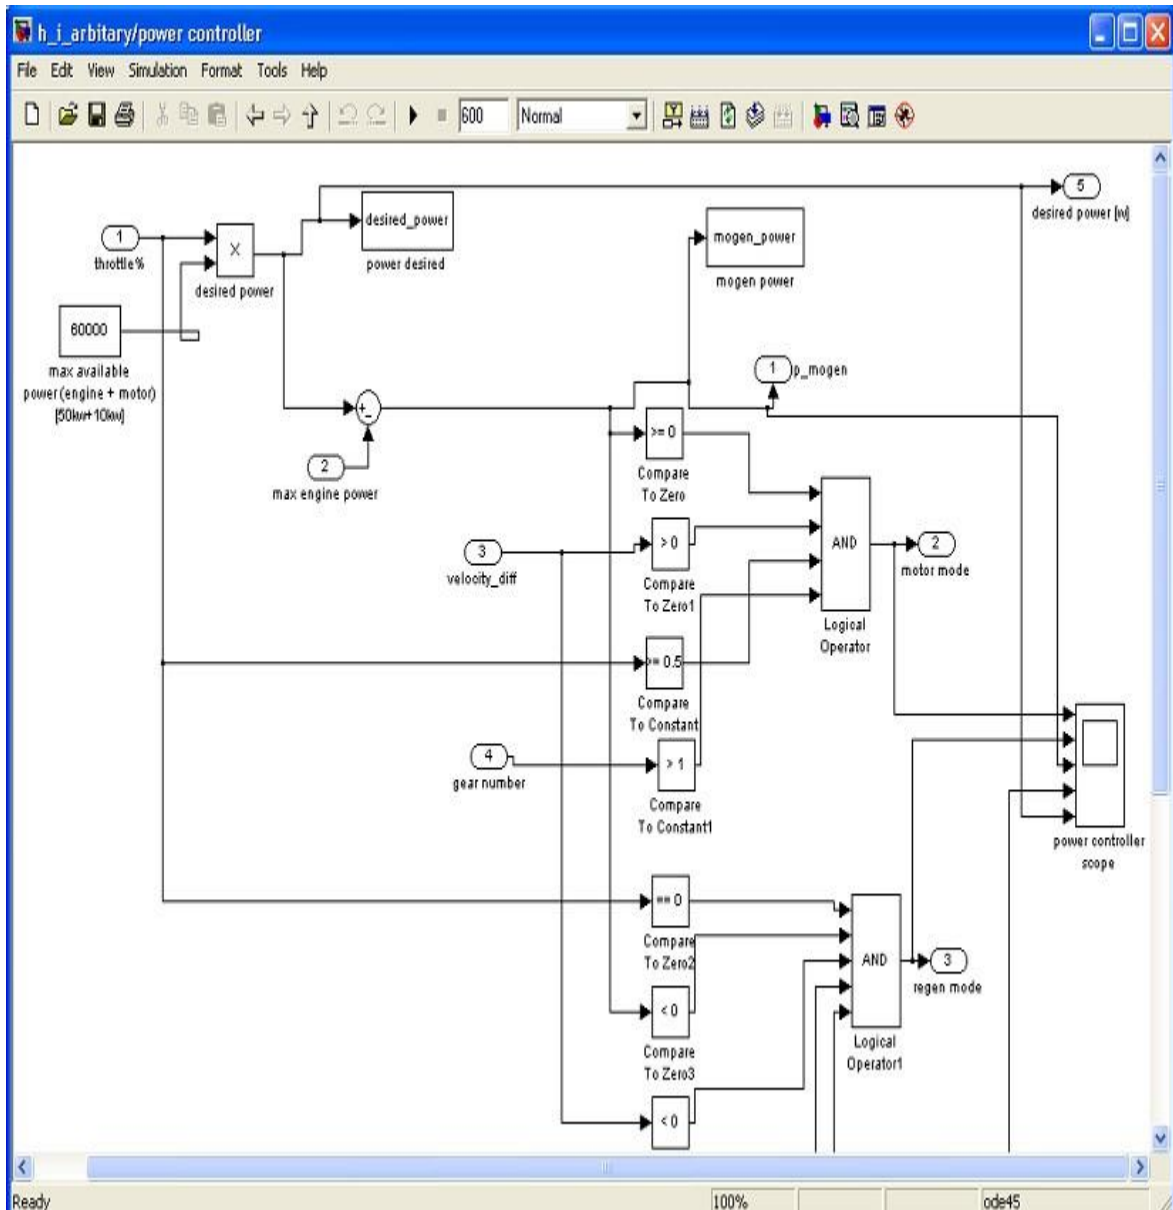 h_i_arbitary/power controller
File Edit View Simulation Format Tools Help
600 Normal
5
desired power [w]
desired_power
power desired
mogen_power
mogen power
1
throttle%
X
desired power
60000
max available
power(engine + motor)
[50kw+10kw]
1
p_mogen
+_
2
max engine power
>= 0
Compare
To Zero
3
velocity_diff
> 0
Compare
To Zero1
AND
Logical
Operator
2
motor mode
>= 0.5
Compare
To Constant
4
gear number
> 1
Compare
To Constant1
power controller
scope
== 0
Compare
To Zero2
AND
Logical
Operator1
3
regen mode
< 0
Compare
To Zero3
< 0
Ready 100% ode45